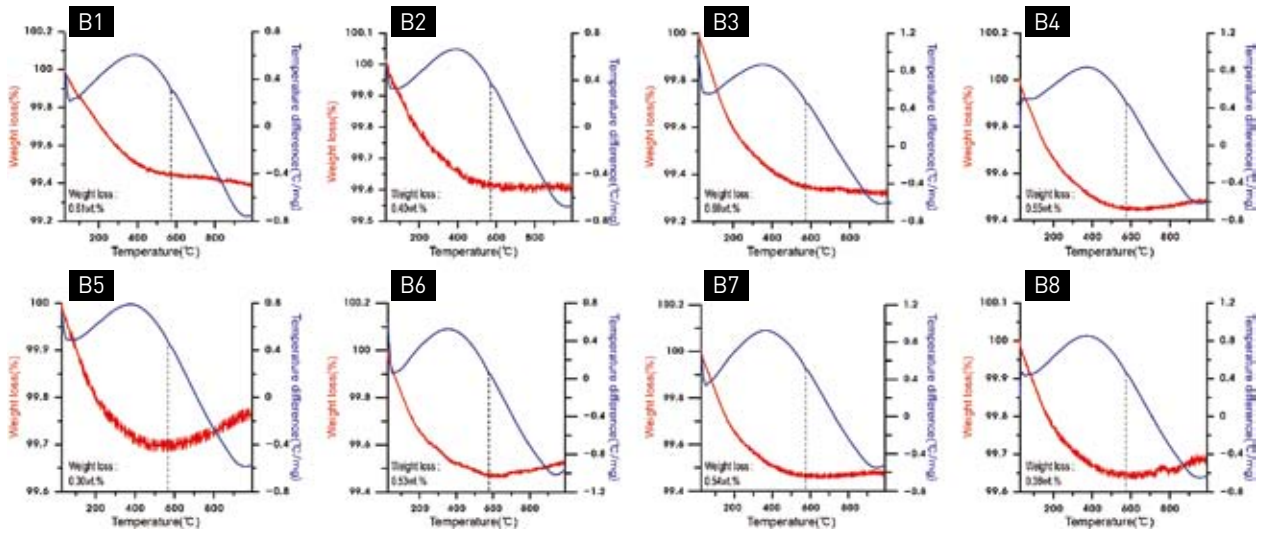 B1
100.2
100
99.8
99.6
99.4
99.2
Weight loss(%)
Weight loss :
0.61wt.%
0.8
0.4
0
−0.4
−0.8
Temperature difference(℃/mg)
200 400 600 800
Temperature(℃)
B2
100.1
100
99.9
99.8
99.7
99.6
99.5
Weight loss(%)
Weight loss :
0.40wt.%
0.8
0.4
0
−0.4
−0.8
Temperature difference(℃/mg)
200 400 600 800
Temperature(℃)
B3
100
99.8
99.6
99.4
99.2
Weight loss(%)
Weight loss :
0.68wt.%
1.2
0.8
0.4
0
−0.4
−0.8
Temperature difference(℃/mg)
200 400 600 800
Temperature(℃)
B4
100
99.8
99.6
99.4
Weight loss(%)
Weight loss :
0.55wt.%
1.2
0.8
0.4
0
−0.4
−0.8
Temperature difference(℃/mg)
200 400 600 800
Temperature(℃)
B5
100
99.9
99.8
99.7
99.6
Weight loss(%)
Weight loss :
0.30wt.%
0.8
0.4
0
−0.4
−0.8
Temperature difference(℃/mg)
200 400 600 800
Temperature(℃)
B6
100.2
100
99.8
99.6
99.4
Weight loss(%)
Weight loss :
0.53wt.%
0.8
0.4
0
−0.4
−0.8
−1.2
Temperature difference(℃/mg)
200 400 600 800
Temperature(℃)
B7
100.2
100
99.8
99.6
99.4
Weight loss(%)
Weight loss :
0.54wt.%
1.2
0.8
0.4
0
−0.4
−0.8
Temperature difference(℃/mg)
200 400 600 800
Temperature(℃)
B8
100.1
100
99.9
99.8
99.7
99.6
Weight loss(%)
Weight loss :
1.2
0.8
0.4
0
−0.4
−0.8
Temperature difference(℃/mg)
200 400 600 800
Temperature(℃)